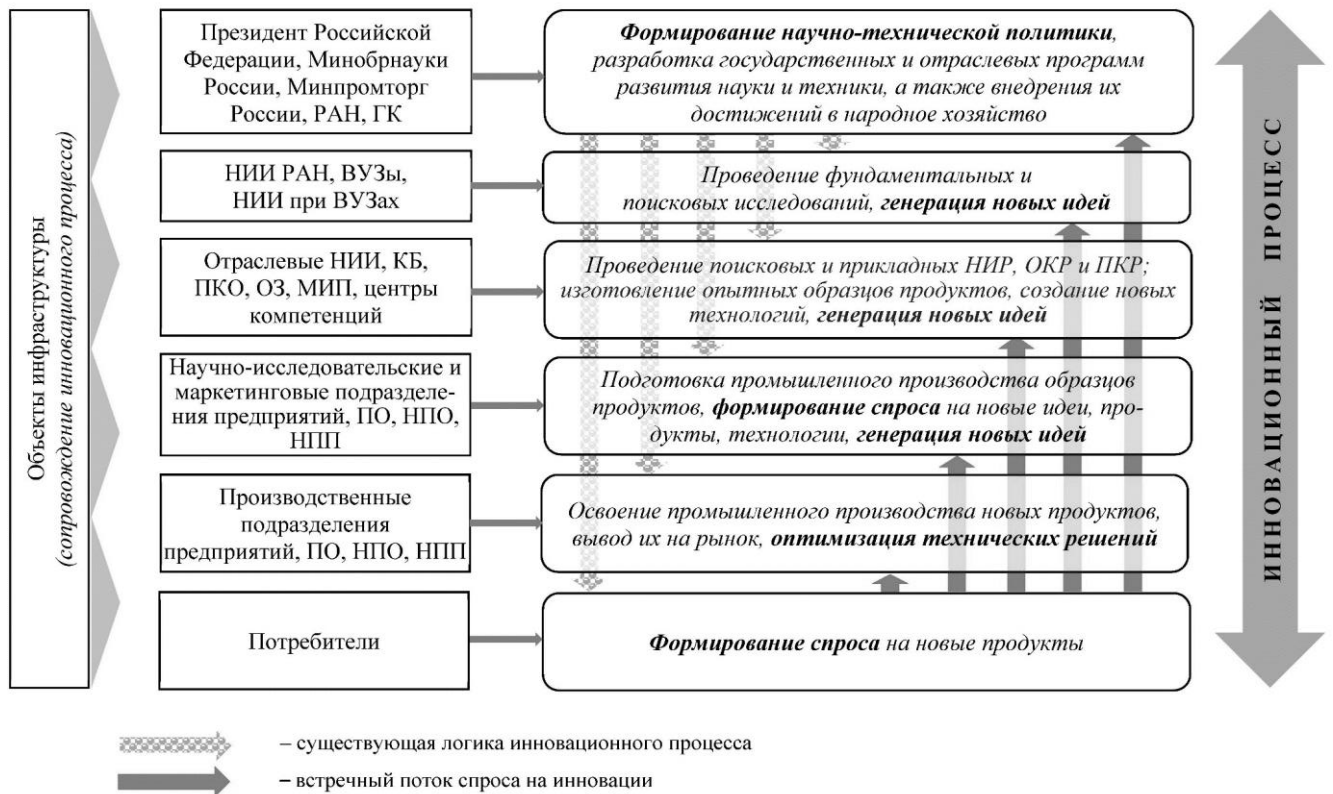 Объекты инфраструктуры
(сопровождение инновационного процесса)
Президент Российской
Федерации, Минобрнауки
России, Минпромторг
России, РАН, ГК
Формирование научно-технической политики,
разработка государственных и отраслевых программ
развития науки и техники, а также внедрения их
достижений в народное хозяйство
НИИ РАН, ВУЗы,
НИИ при ВУЗах
Проведение фундаментальных и
поисковых исследований, генерация новых идей
Отраслевые НИИ, КБ,
ПКО, ОЗ, МИП, центры
компетенций
Проведение поисковых и прикладных НИР, ОКР и ПКР;
изготовление опытных образцов продуктов, создание новых
технологий, генерация новых идей
Научно-исследовательские и
маркетинговые подразделе-
ния предприятий, ПО, НПО,
НПП
Подготовка промышленного производства образцов
продуктов, формирование спроса на новые идеи, про-
дукты, технологии, генерация новых идей
Производственные
подразделения
предприятий, ПО, НПО, НПП
Освоение промышленного производства новых продуктов,
вывод их на рынок, оптимизация технических решений
Потребители
Формирование спроса на новые продукты
ИННОВАЦИОННЫЙ ПРОЦЕСС
– существующая логика инновационного процесса
– встречный поток спроса на инновации